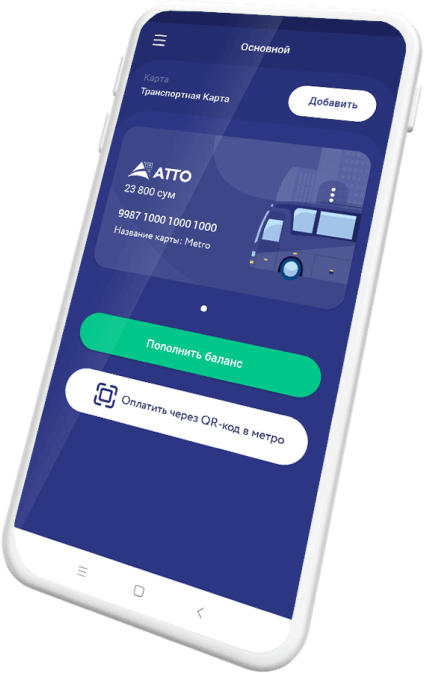 Основной
Карта
Транспортная Карта
Добавить
ATTO
23 800 сум
9987 1000 1000 1000
Название карты: Metro
Пополнить баланс
Оплатить через QR-код в метро